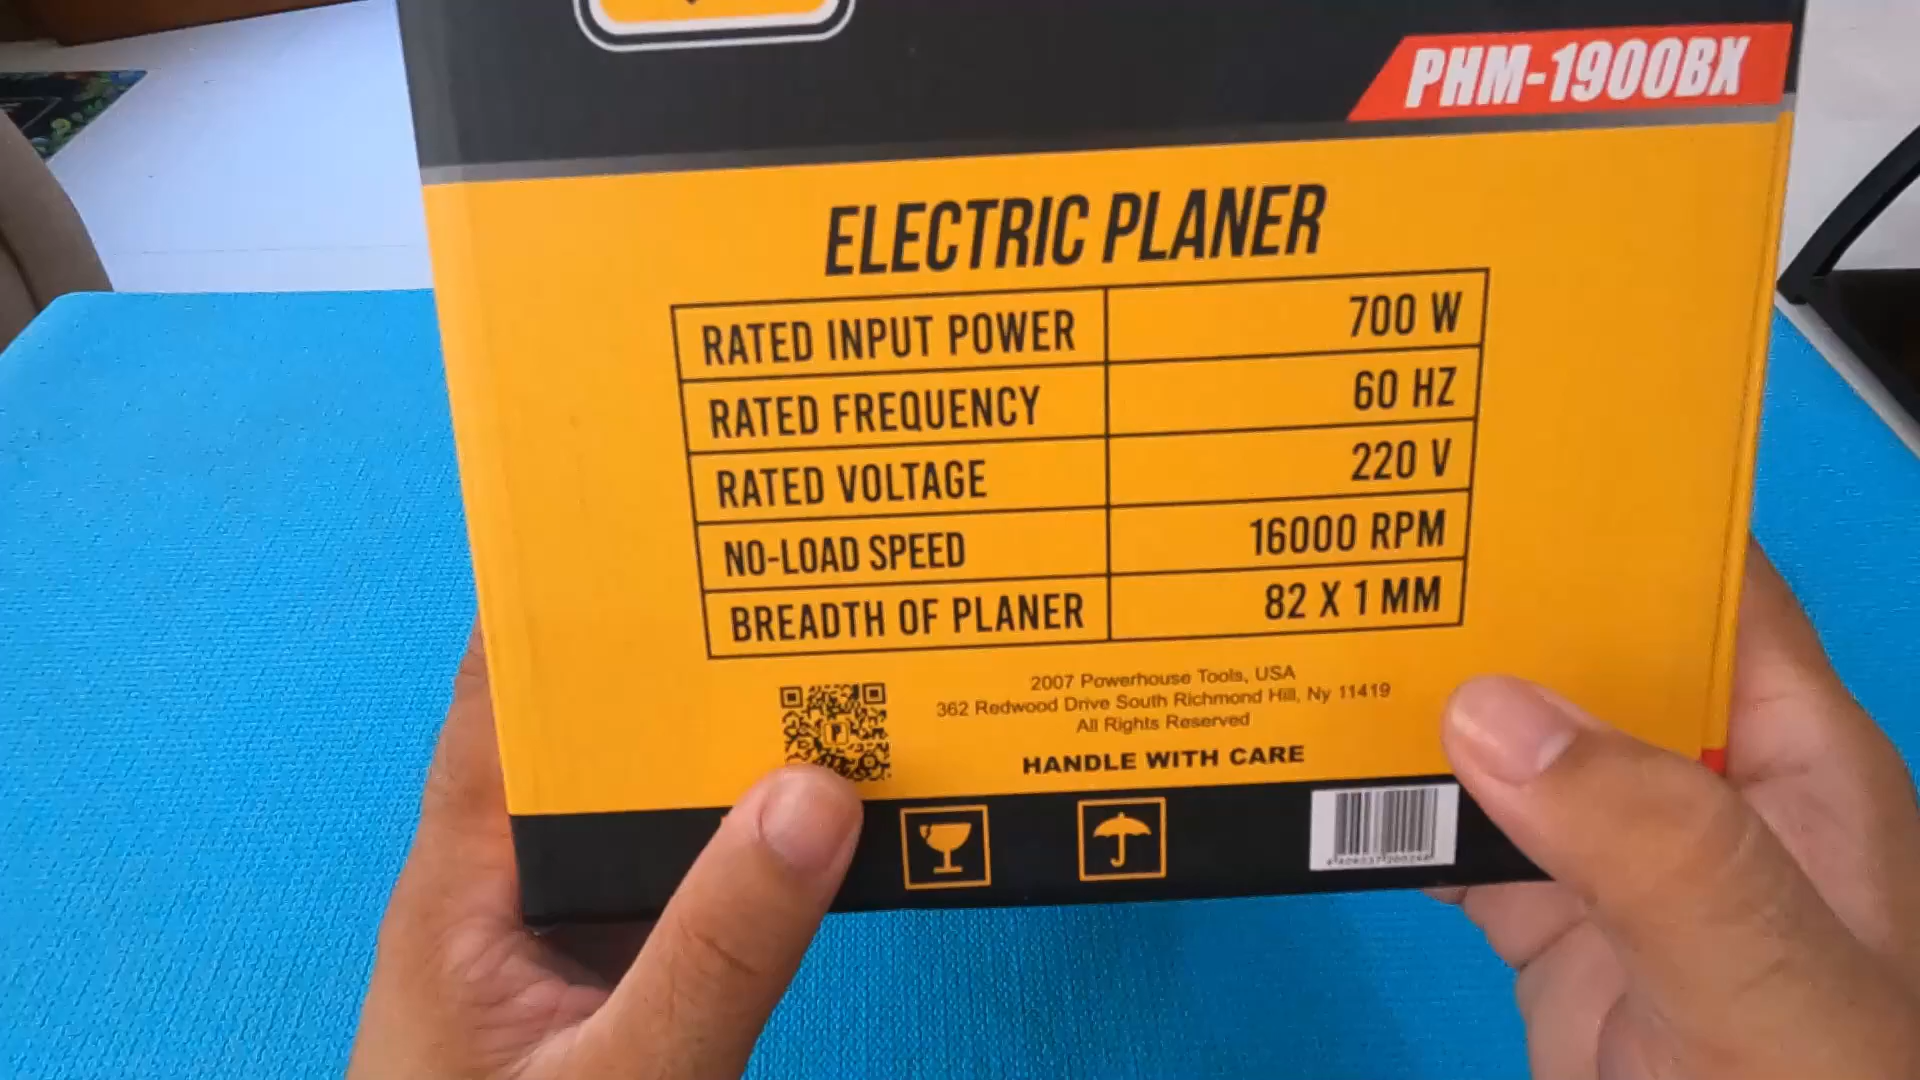 PHM-1900BX
ELECTRIC PLANER
RATED INPUT POWER 700 W
RATED FREQUENCY 60 HZ
RATED VOLTAGE 220 V
NO-LOAD SPEED 16000 RPM
BREADTH OF PLANER 82 X 1 MM
2007 Powerhouse Tools, USA
362 Redwood Drive South Richmond Hill, Ny 11419
All Rights Reserved
HANDLE WITH CARE